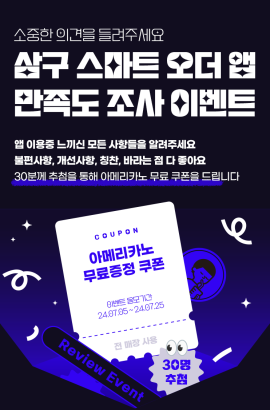 소중한 의견을 들려주세요
삼구 스마트 오더 앱
만족도 조사 이벤트
앱 이용중 느끼신 모든 사항들을 알려주세요
불편사항, 개선사항, 칭찬, 바라는 점 다 좋아요
30분께 추첨을 통해 아메리카노 무료 쿠폰을 드립니다
COUPON
아메리카노
무료증정 쿠폰
이벤트 응모기간
24.07.05~24.07.25
전 매장 사용
Review Event
30명
추첨